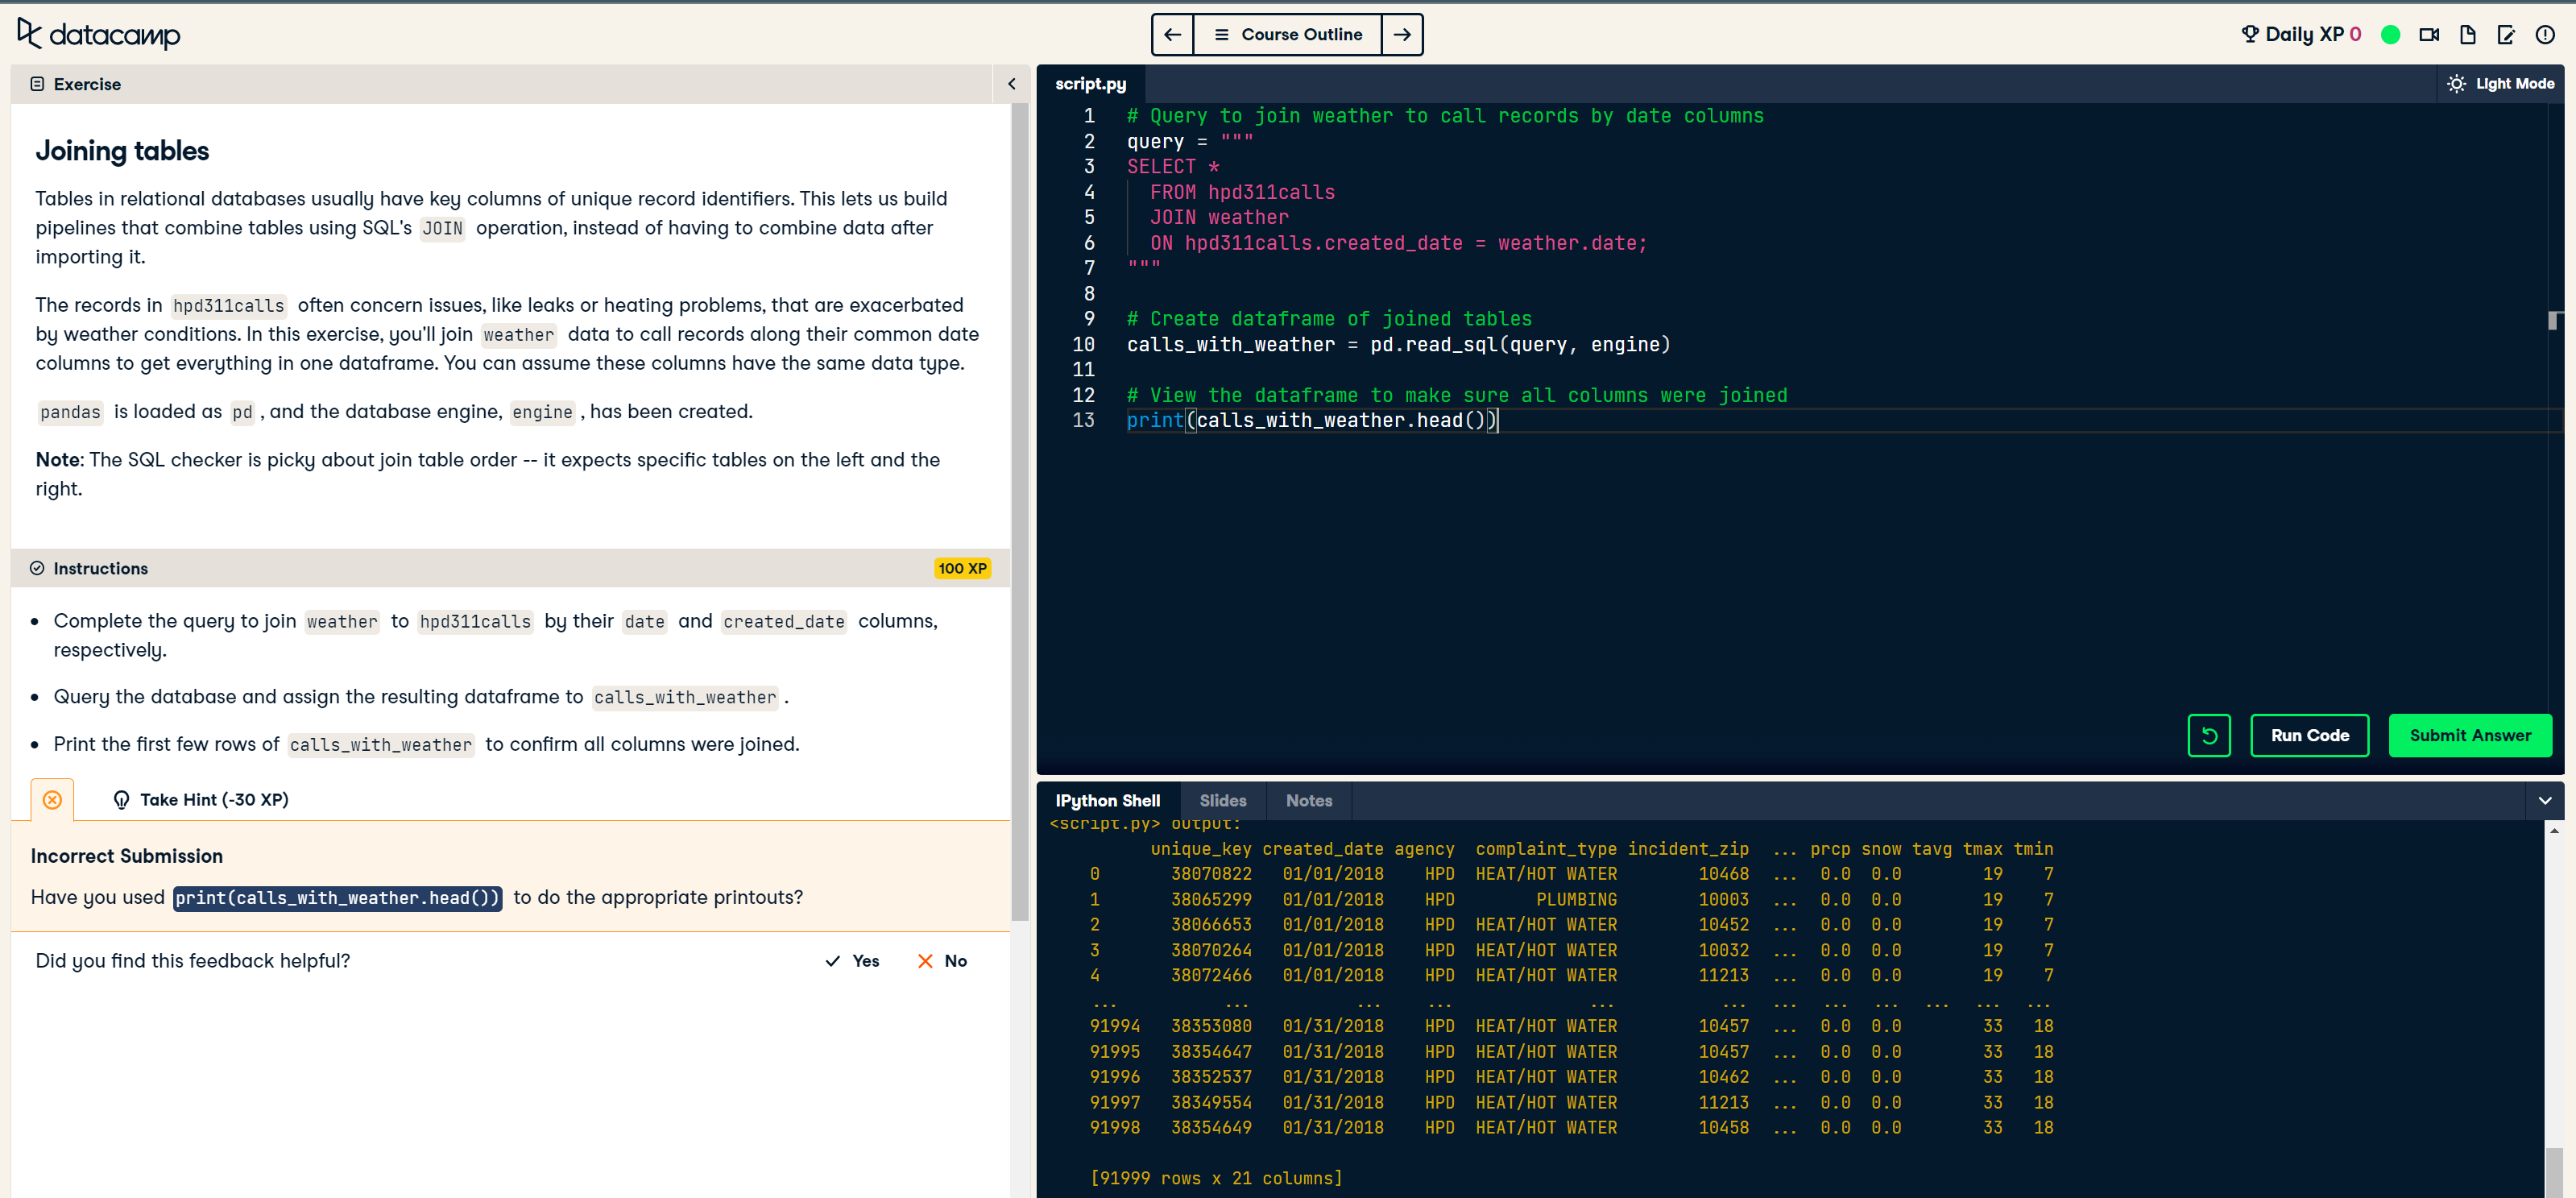 datacamp
Course Outline
Daily XP 0
Exercise
Joining tables
Tables in relational databases usually have key columns of unique record identifiers. This lets us build
pipelines that combine tables using SQL's JOIN operation, instead of having to combine data after
importing it.
The records in hpd311calls often concern issues, like leaks or heating problems, that are exacerbated
by weather conditions. In this exercise, you'll join weather data to call records along their common date
columns to get everything in one dataframe. You can assume these columns have the same data type.
pandas is loaded as pd, and the database engine, engine, has been created.
Note: The SQL checker is picky about join table order -- it expects specific tables on the left and the
right.
Instructions
100 XP
Complete the query to join weather to hpd311calls by their date and created_date columns,
respectively.
Query the database and assign the resulting dataframe to calls_with_weather.
Print the first few rows of calls_with_weather to confirm all columns were joined.
Take Hint (-30 XP)
Incorrect Submission
Have you used print(calls_with_weather.head()) to do the appropriate printouts?
Did you find this feedback helpful?
Yes
No
script.py
Light Mode
1 # Query to join weather to call records by date columns
2 query = """
3 SELECT *
4   FROM hpd311calls
5   JOIN weather
6   ON hpd311calls.created_date = weather.date;
7 """
8
9 # Create dataframe of joined tables
10 calls_with_weather = pd.read_sql(query, engine)
11
12 # View the dataframe to make sure all columns were joined
13 print(calls_with_weather.head())
Run Code
Submit Answer
IPython Shell
Slides
Notes
<script.py> output:
unique_key created_date agency complaint_type incident_zip ... prcp snow tavg tmax tmin
0 38070822 01/01/2018 HPD HEAT/HOT WATER 10468 ... 0.0 0.0 19 7
1 38065299 01/01/2018 HPD PLUMBING 10003 ... 0.0 0.0 19 7
2 38066653 01/01/2018 HPD HEAT/HOT WATER 10452 ... 0.0 0.0 19 7
3 38070264 01/01/2018 HPD HEAT/HOT WATER 10032 ... 0.0 0.0 19 7
4 38072466 01/01/2018 HPD HEAT/HOT WATER 11213 ... 0.0 0.0 19 7
... ... ... ... ... ... ... ... ... ... ... ...
91994 38353080 01/31/2018 HPD HEAT/HOT WATER 10457 ... 0.0 0.0 33 18
91995 38354647 01/31/2018 HPD HEAT/HOT WATER 10457 ... 0.0 0.0 33 18
91996 38352537 01/31/2018 HPD HEAT/HOT WATER 10462 ... 0.0 0.0 33 18
91997 38349554 01/31/2018 HPD HEAT/HOT WATER 11213 ... 0.0 0.0 33 18
91998 38354649 01/31/2018 HPD HEAT/HOT WATER 10458 ... 0.0 0.0 33 18
[91999 rows x 21 columns]